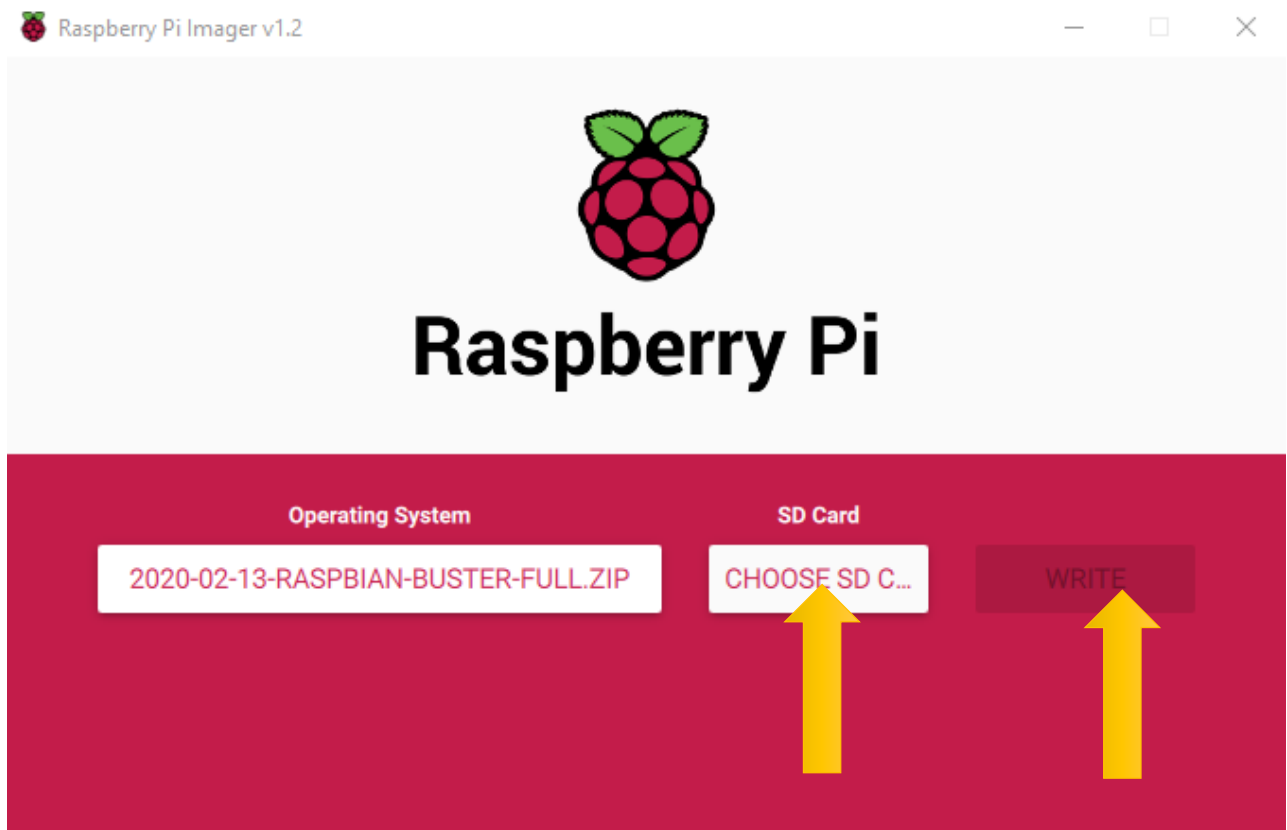 Raspberry Pi Imager v1.2
Raspberry Pi
Operating System
SD Card
2020-02-13-RASPBIAN-BUSTER-FULL.ZIP
CHOOSE SD C...
WRITE